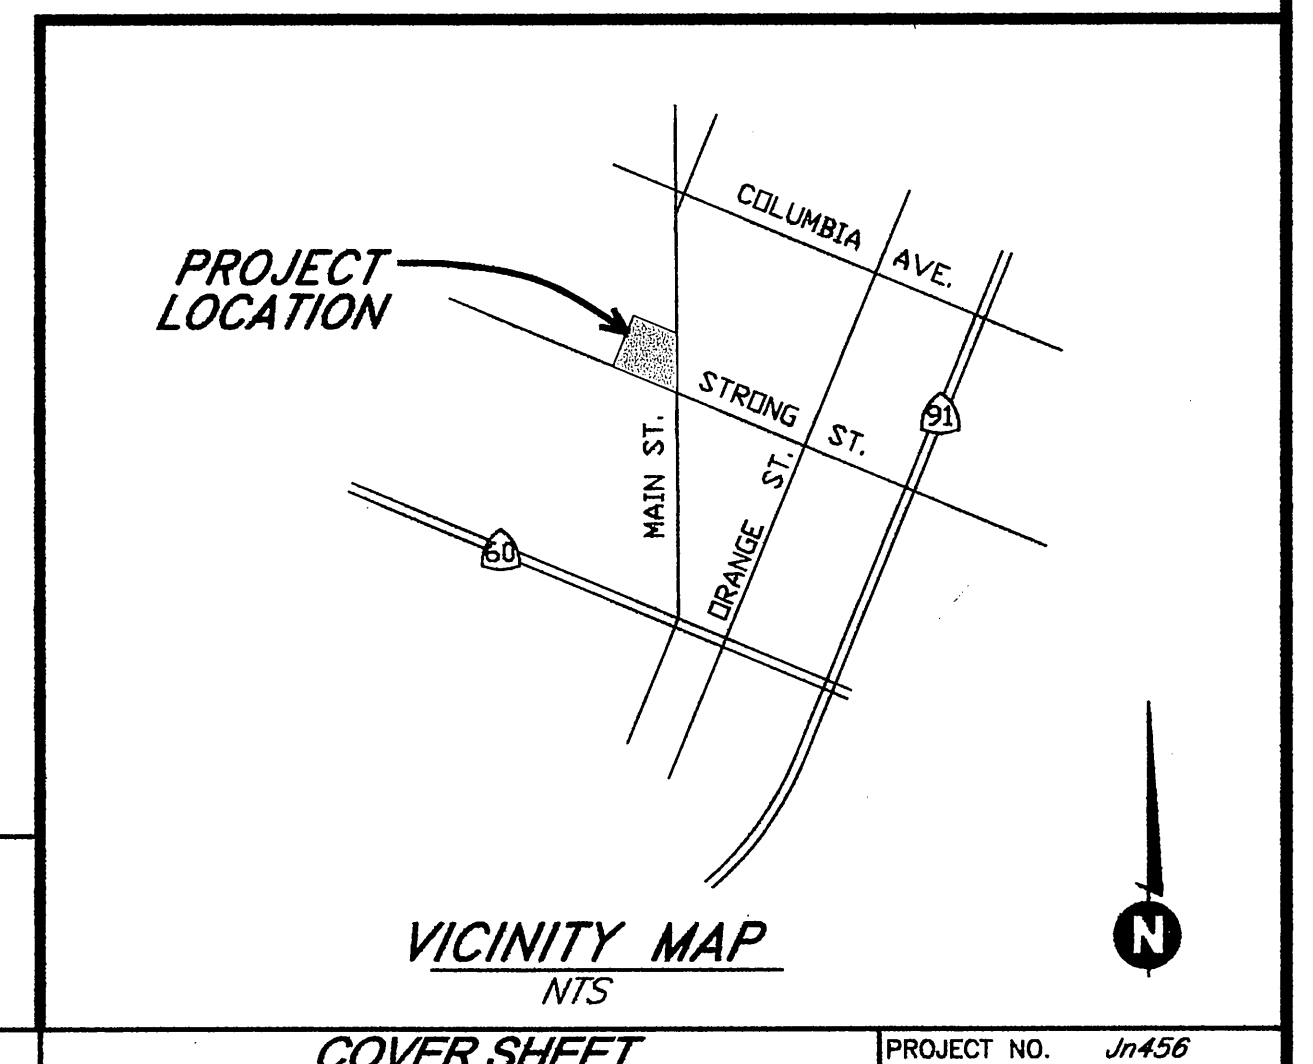 COLUMBIA AVE.
PROJECT
LOCATION
STRONG ST.
91
MAIN ST.
ORANGE ST.
60
VICINITY MAP
NTS
N
COVER SHEET
PROJECT NO. Jn456